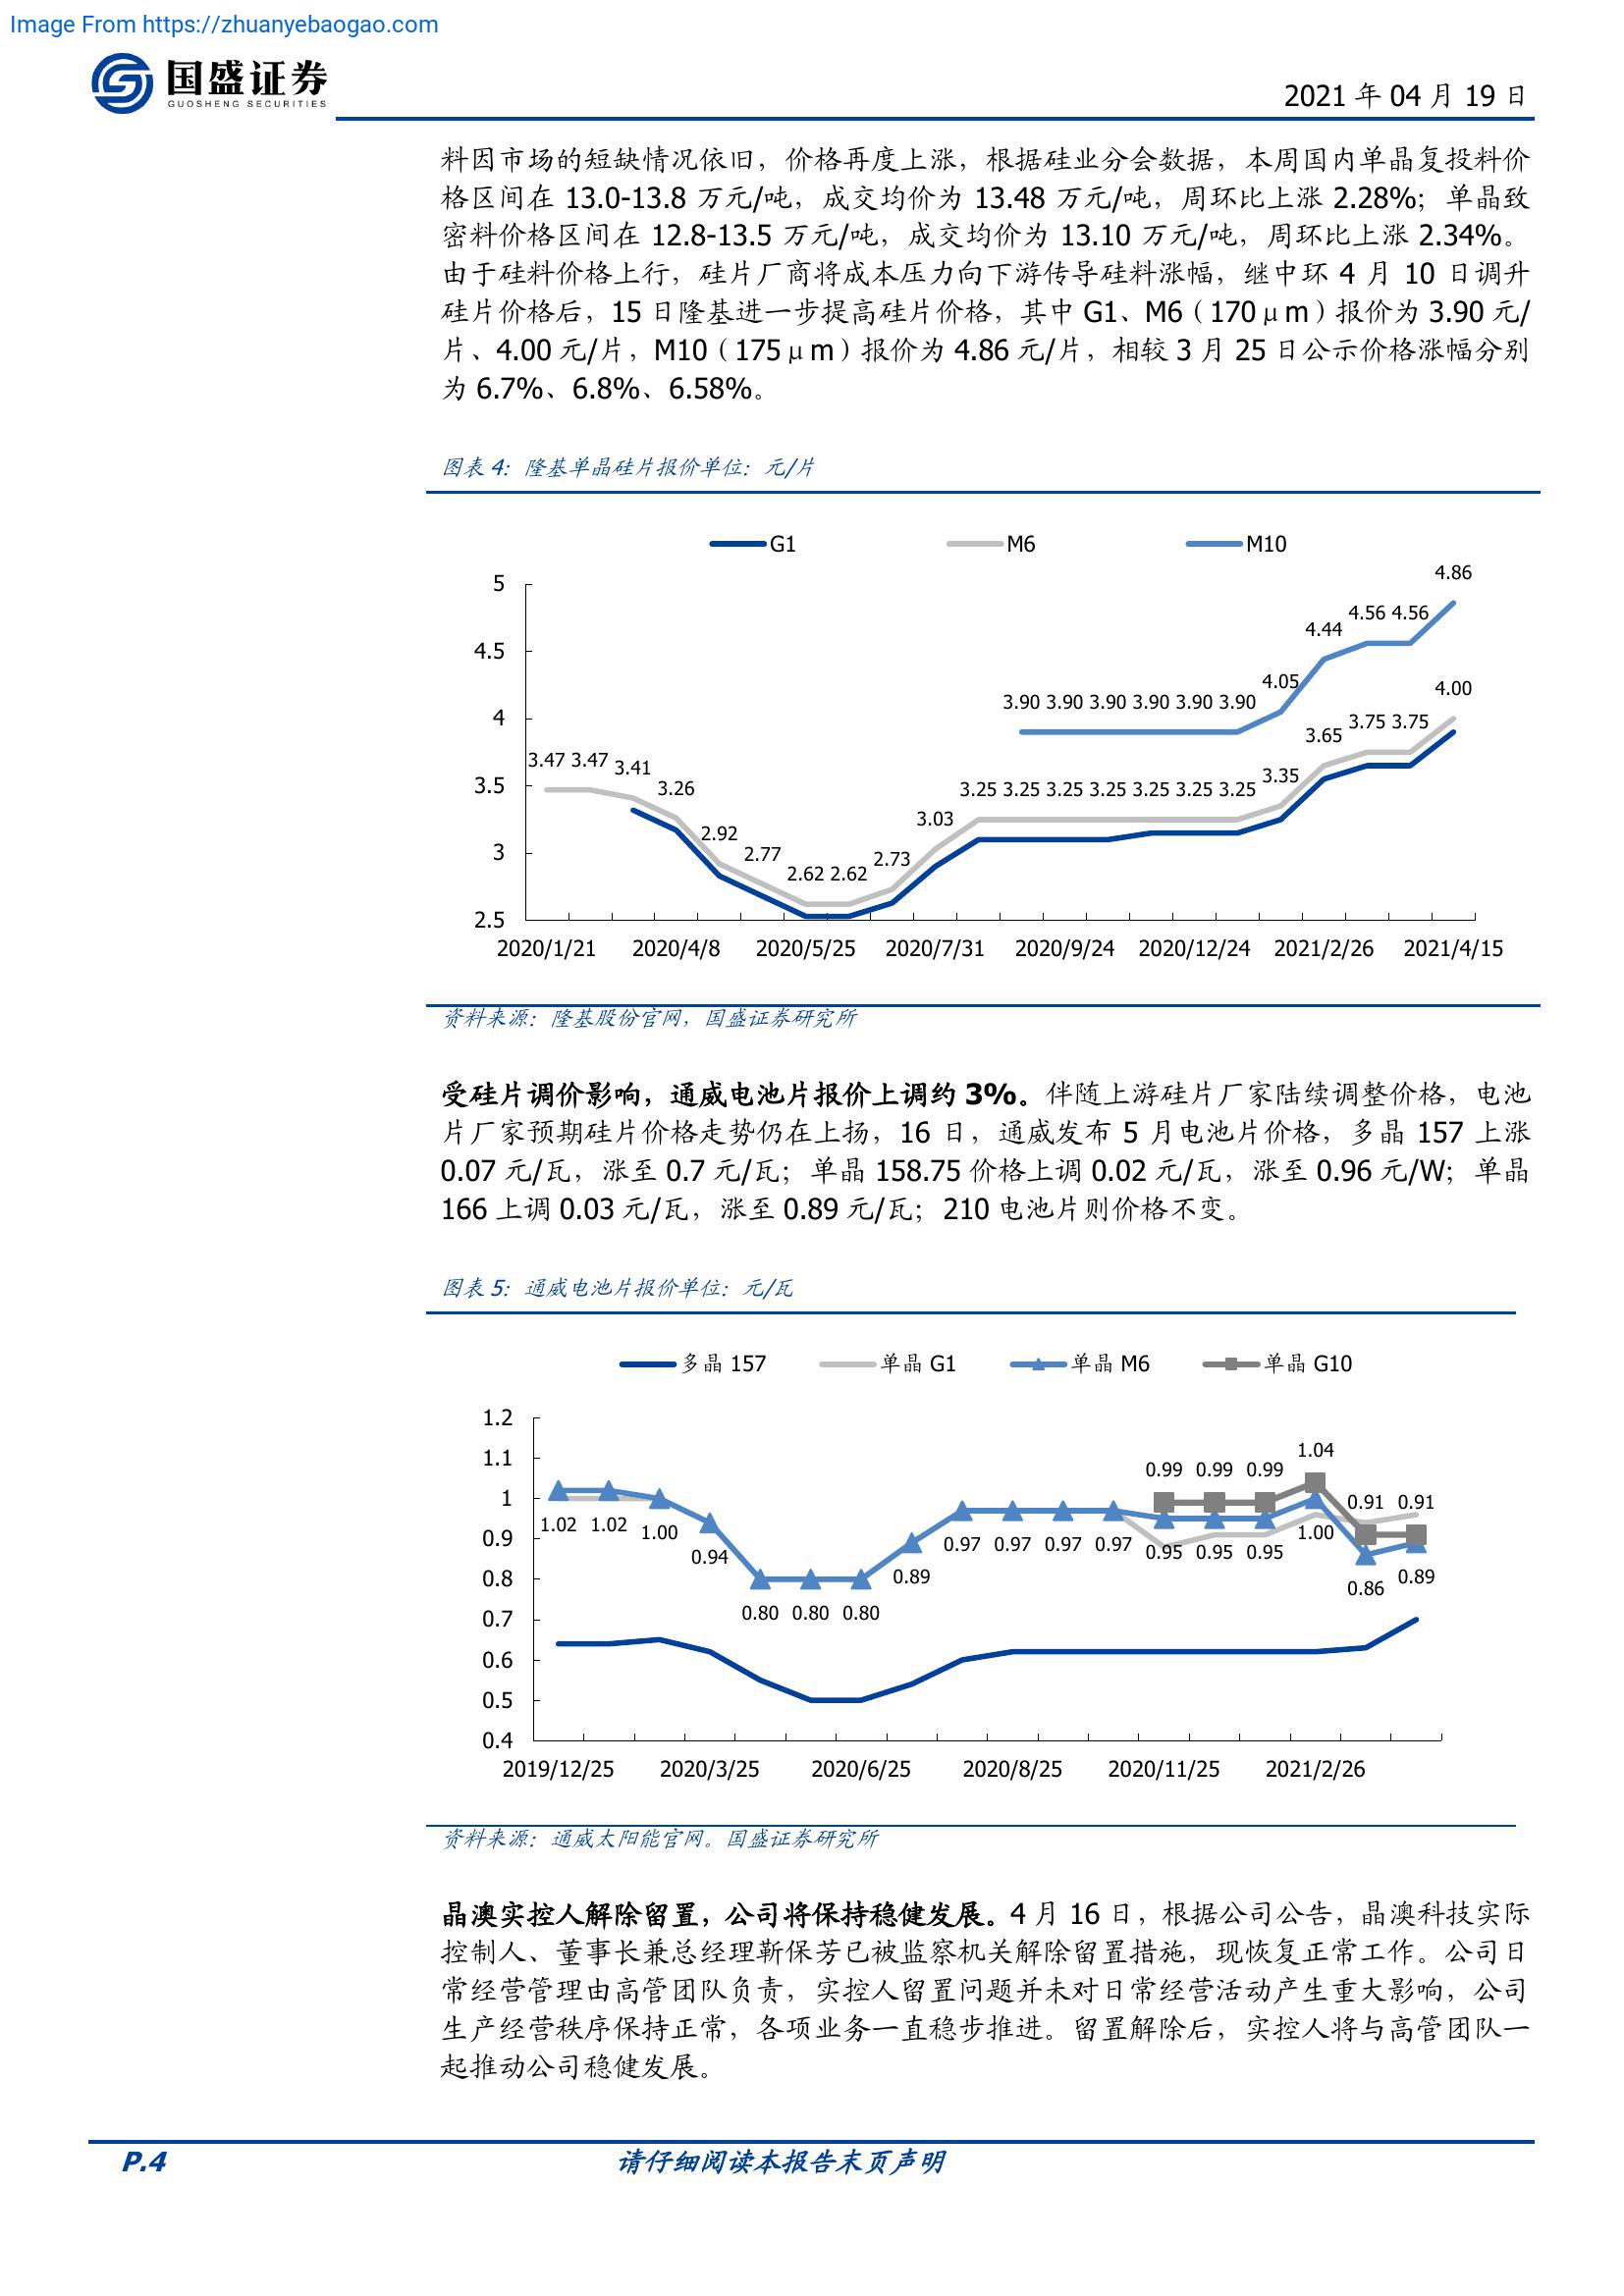 Image From https://zhuanyebaogao.com
国盛证券
GUOSHENG SECURITIES
2021 年 04 月 19 日
料因市场的短缺情况依旧，价格再度上涨，根据硅业分会数据，本周国内单晶复投料价
格区间在 13.0-13.8 万元/吨，成交均价为 13.48 万元/吨，周环比上涨 2.28%；单晶致
密料价格区间在 12.8-13.5 万元/吨，成交均价为 13.10 万元/吨，周环比上涨 2.34%。
由于硅料价格上行，硅片厂商将成本压力向下游传导硅料涨幅，继中环 4 月 10 日调升
硅片价格后，15 日隆基进一步提高硅片价格，其中 G1、M6（170μm）报价为 3.90 元/
片、4.00 元/片，M10（175μm）报价为 4.86 元/片，相较 3 月 25 日公示价格涨幅分别
为 6.7%、6.8%、6.58%。
图表 4：隆基单晶硅片报价单位：元/片
G1 M6 M10
4.86
5
4.56 4.56
4.44
4.5
4.05
4.00
3.90 3.90 3.90 3.90 3.90 3.90
4
3.75 3.75
3.65
3.47 3.47 3.41
3.35
3.5
3.26
3.25 3.25 3.25 3.25 3.25 3.25 3.25
3.03
2.92
3
2.77
2.73
2.62 2.62
2.5
2020/1/21 2020/4/8 2020/5/25 2020/7/31 2020/9/24 2020/12/24 2021/2/26 2021/4/15
资料来源：隆基股份官网，国盛证券研究所
受硅片调价影响，通威电池片报价上调约 3%。伴随上游硅片厂家陆续调整价格，电池
片厂家预期硅片价格走势仍在上扬，16 日，通威发布 5 月电池片价格，多晶 157 上涨
0.07 元/瓦，涨至 0.7 元/瓦；单晶 158.75 价格上调 0.02 元/瓦，涨至 0.96 元/W；单晶
166 上调 0.03 元/瓦，涨至 0.89 元/瓦；210 电池片则价格不变。
图表 5：通威电池片报价单位：元/瓦
多晶 157 单晶 G1 单晶 M6 单晶 G10
1.2
1.04
1.1
0.99 0.99 0.99
1
0.91 0.91
1.02 1.02 1.00
1.00
0.9
0.97 0.97 0.97 0.97 0.95 0.95 0.95
0.94
0.8
0.89
0.86 0.89
0.80 0.80 0.80
0.7
0.6
0.5
0.4
2019/12/25 2020/3/25 2020/6/25 2020/8/25 2020/11/25 2021/2/26
资料来源：通威太阳能官网。国盛证券研究所
晶澳实控人解除留置，公司将保持稳健发展。4 月 16 日，根据公司公告，晶澳科技实际
控制人、董事长兼总经理靳保芳已被监察机关解除留置措施，现恢复正常工作。公司日
常经营管理由高管团队负责，实控人留置问题并未对日常经营活动产生重大影响，公司
生产经营秩序保持正常，各项业务一直稳步推进。留置解除后，实控人将与高管团队一
起推动公司稳健发展。
P.4
请仔细阅读本报告末页声明